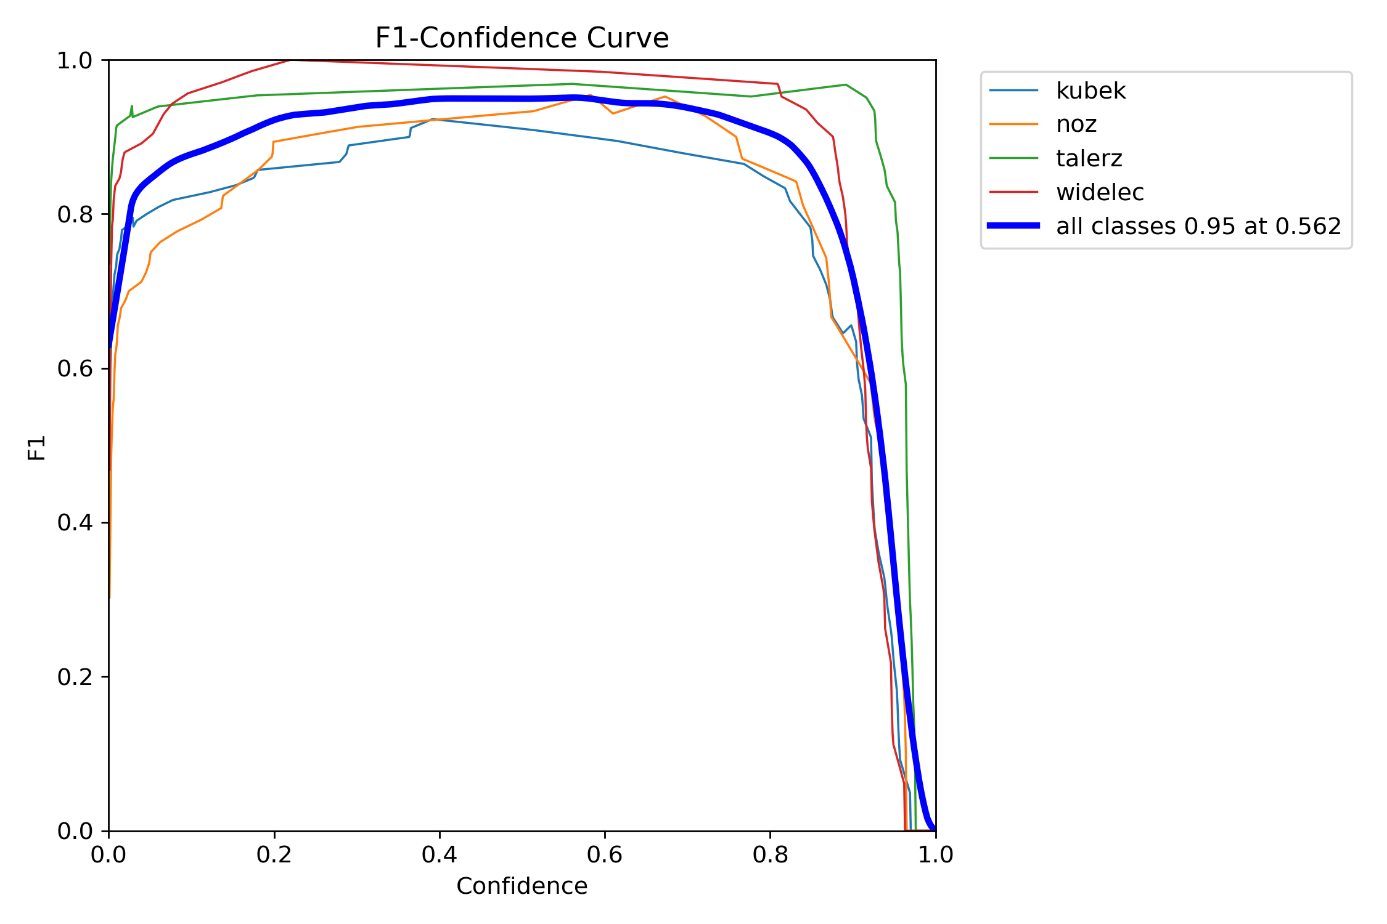 F1-Confidence Curve
1.0
0.8
0.6
0.4
0.2
0.0
F1
0.0 0.2 0.4 0.6 0.8 1.0
Confidence
kubek
noz
talerz
widelec
all classes 0.95 at 0.562